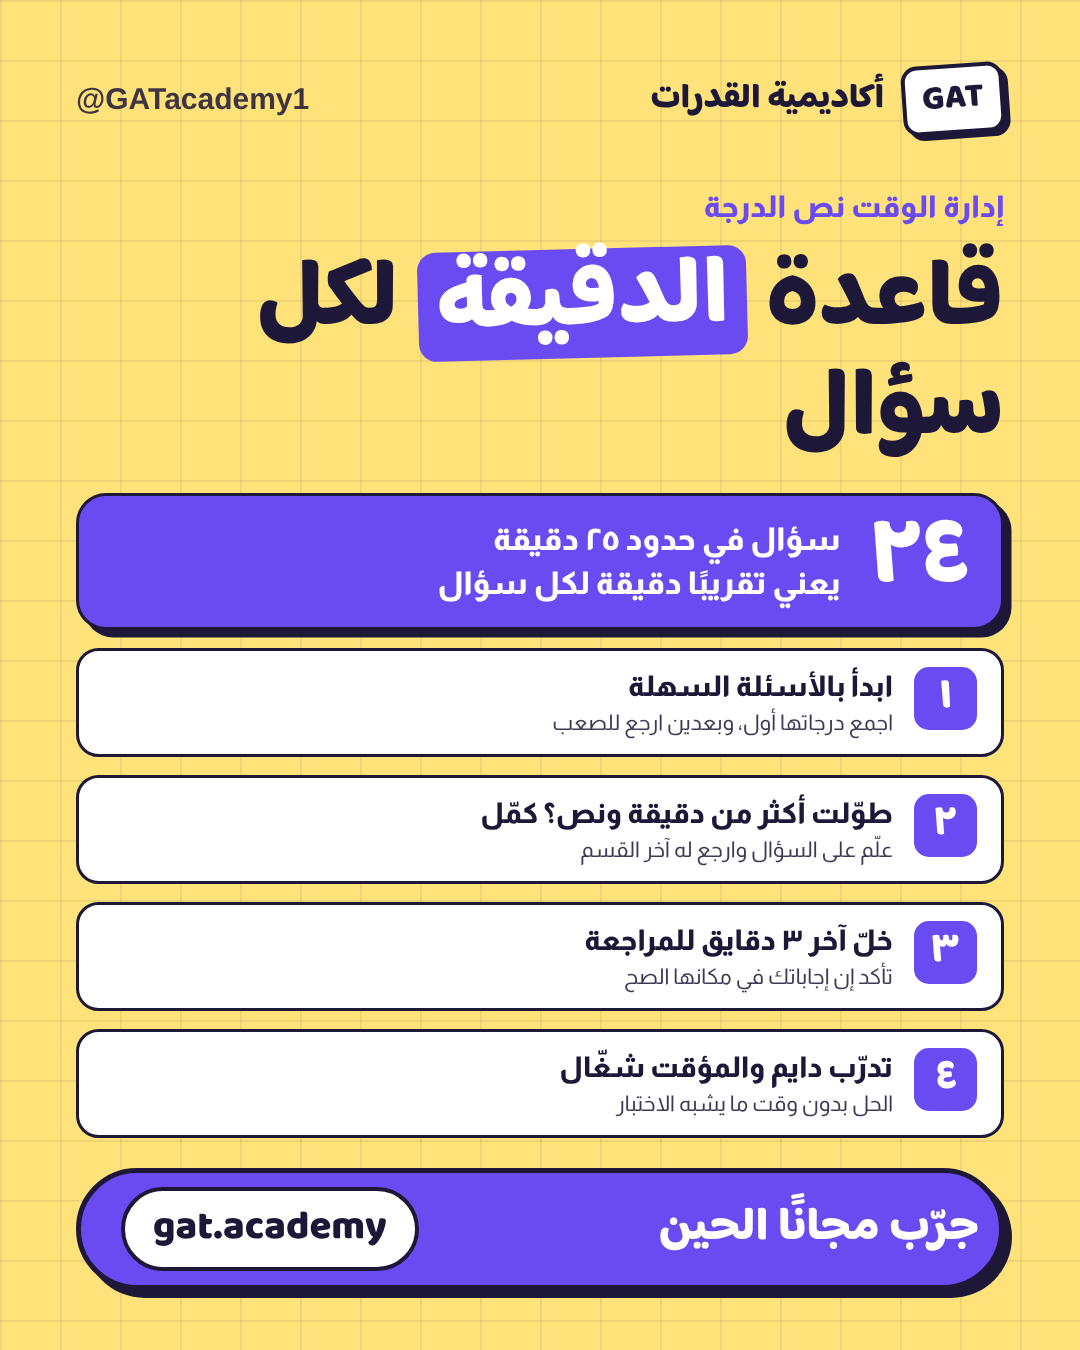 GAT
أكاديمية القدرات
@GATacademy1
إدارة الوقت نص الدرجة
قاعدة الدقيقة لكل
سؤال
٢٤
سؤال في حدود ٢٥ دقيقة
يعني تقريبًا دقيقة لكل سؤال
١
ابدأ بالأسئلة السهلة
اجمع درجاتها أول، وبعدين ارجع للصعب
٢
طوّلت أكثر من دقيقة ونص؟ كمّل
علّم على السؤال وارجع له آخر القسم
٣
خلّ آخر ٣ دقايق للمراجعة
تأكد إن إجاباتك في مكانها الصح
٤
تدرّب دايم والمؤقت شغّال
الحل بدون وقت ما يشبه الاختبار
جرّب مجانًا الحين
gat.academy